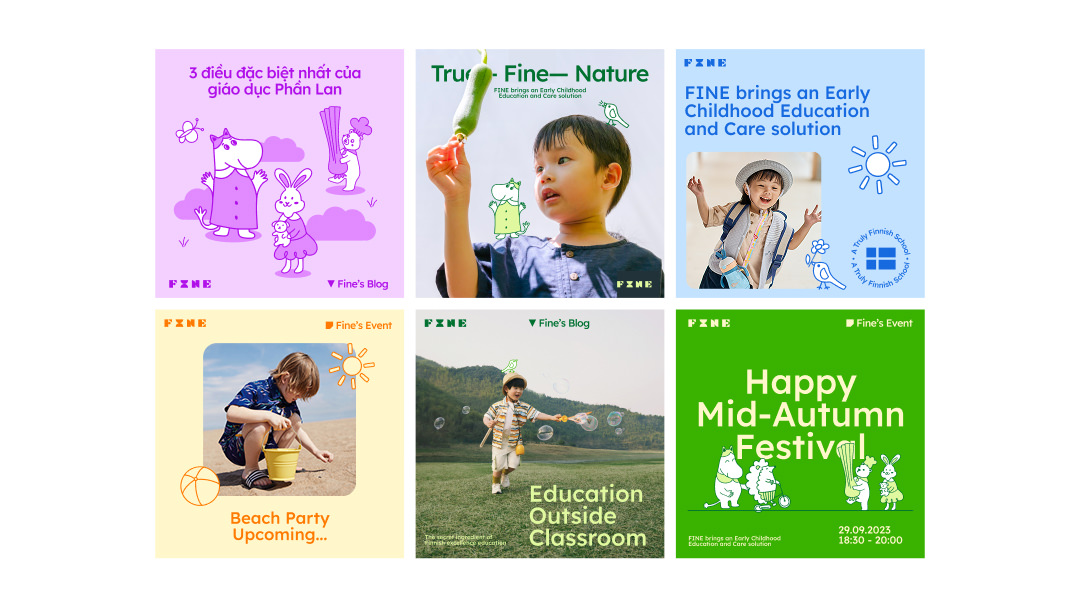 3 điều đặc biệt nhất của
giáo dục Phần Lan
FINE
Fine's Blog
True— Fine— Nature
FINE brings an Early Childhood
Education and Care solution
FINE
FINE
FINE brings an Early
Childhood Education
and Care solution
A Truly Finnish School • A Truly Finnish School •
FINE
Fine's Event
Beach Party
Upcoming...
FINE
Fine's Blog
Education
Outside
Classroom
The secret ingredient of
Finnish excellence education
FINE
Fine's Event
Happy
Mid-Autumn
Festival
FINE brings an Early Childhood
Education and Care solution
29.09.2023
18:30 - 20:00